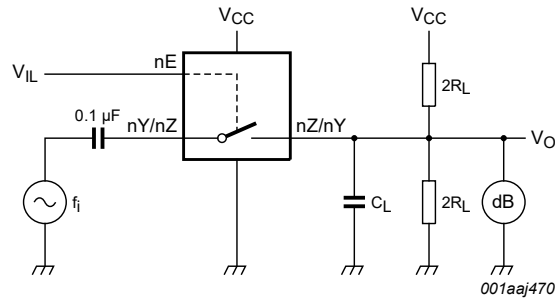 VCC
VCC
nE
VIL
2RL
0.1 µF
nY/nZ
nZ/nY
VO
fi
CL
2RL
dB
001aaj470